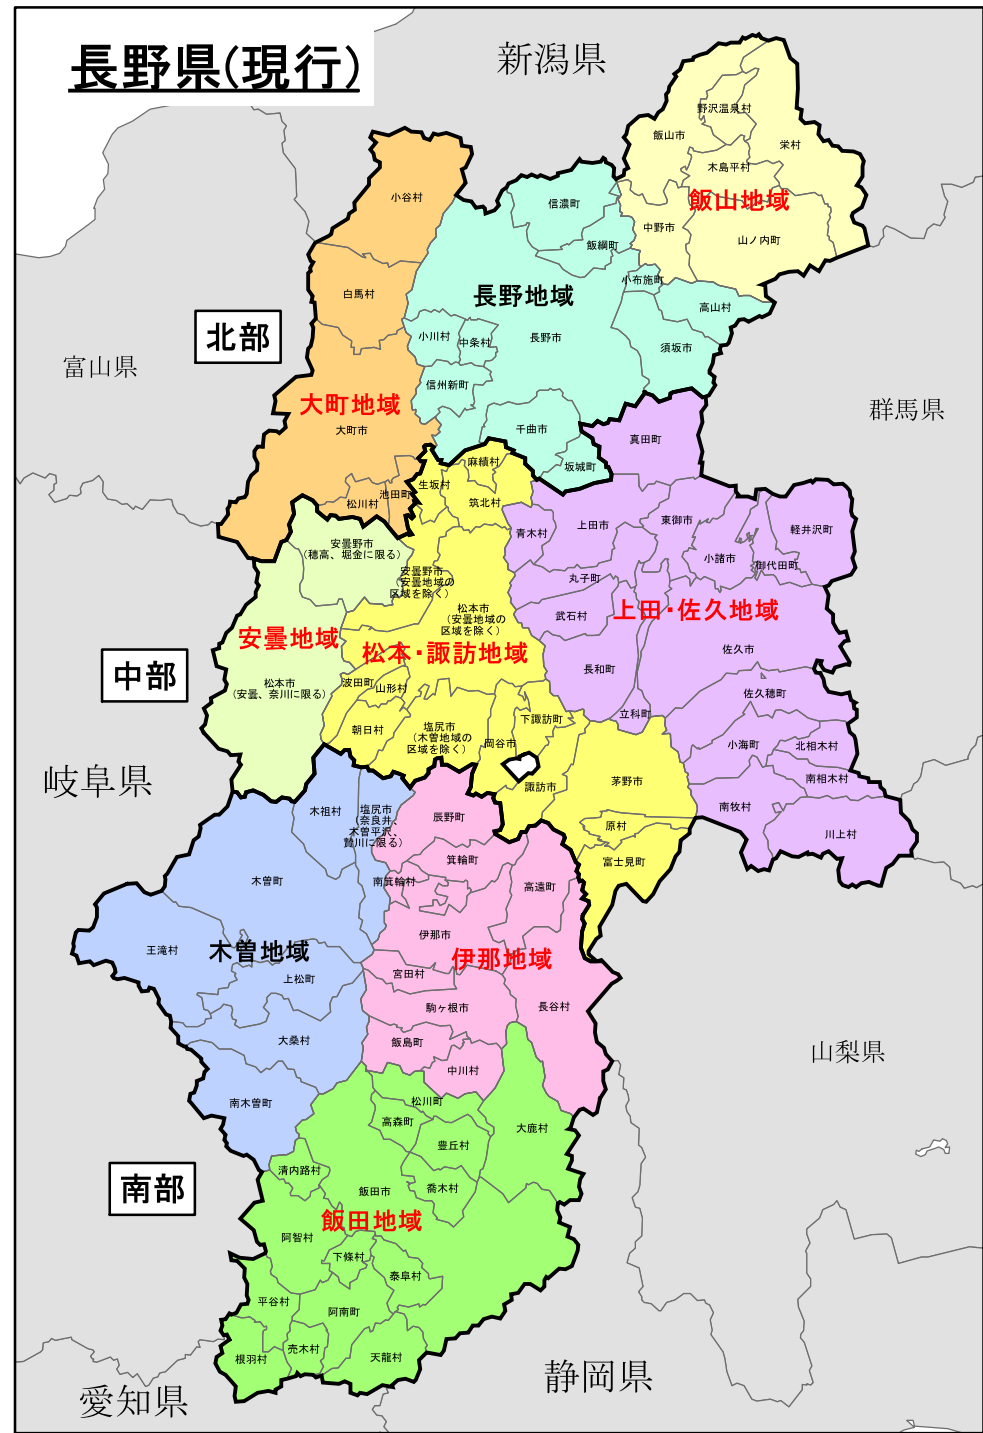 長野県(現行)
新潟県
野沢温泉村
飯山市
栄村
木島平村
飯山地域
小谷村
信濃町
中野市
山ノ内町
飯綱町
小布施町
白馬村
長野地域
高山村
北部
小川村
中条村
長野市
須坂市
富山県
信州新町
大町地域
群馬県
大町市
千曲市
真田町
麻績村
坂城町
生坂村
池田町
松川村
筑北村
青木村
上田市
東御市
軽井沢町
安曇野市
(穂高、堀金に限る)
小諸市
御代田町
安曇野市
(安曇地域の
区域を除く)
丸子町
松本市
(安曇地域の
区域を除く)
武石村
上田・佐久地域
安曇地域
松本・諏訪地域
佐久市
中部
長和町
松本市
(安曇、奈川に限る)
波田町
山形村
佐久穂町
立科町
下諏訪町
朝日村
塩尻市
(木曽地域の
区域を除く)
岡谷市
小海町
北相木村
岐阜県
諏訪市
茅野市
南相木村
木祖村
塩尻市
(奈良井、
木曽平沢、
贄川に限る)
辰野町
南牧村
原村
川上村
箕輪町
富士見町
木曽町
南箕輪村
高遠町
伊那市
王滝村
木曽地域
伊那地域
上松町
宮田村
駒ヶ根市
長谷村
大桑村
飯島町
山梨県
中川村
南木曽町
松川町
高森町
大鹿村
豊丘村
清内路村
南部
飯田市
喬木村
飯田地域
阿智村
下條村
泰阜村
平谷村
阿南町
売木村
根羽村
天龍村
静岡県
愛知県